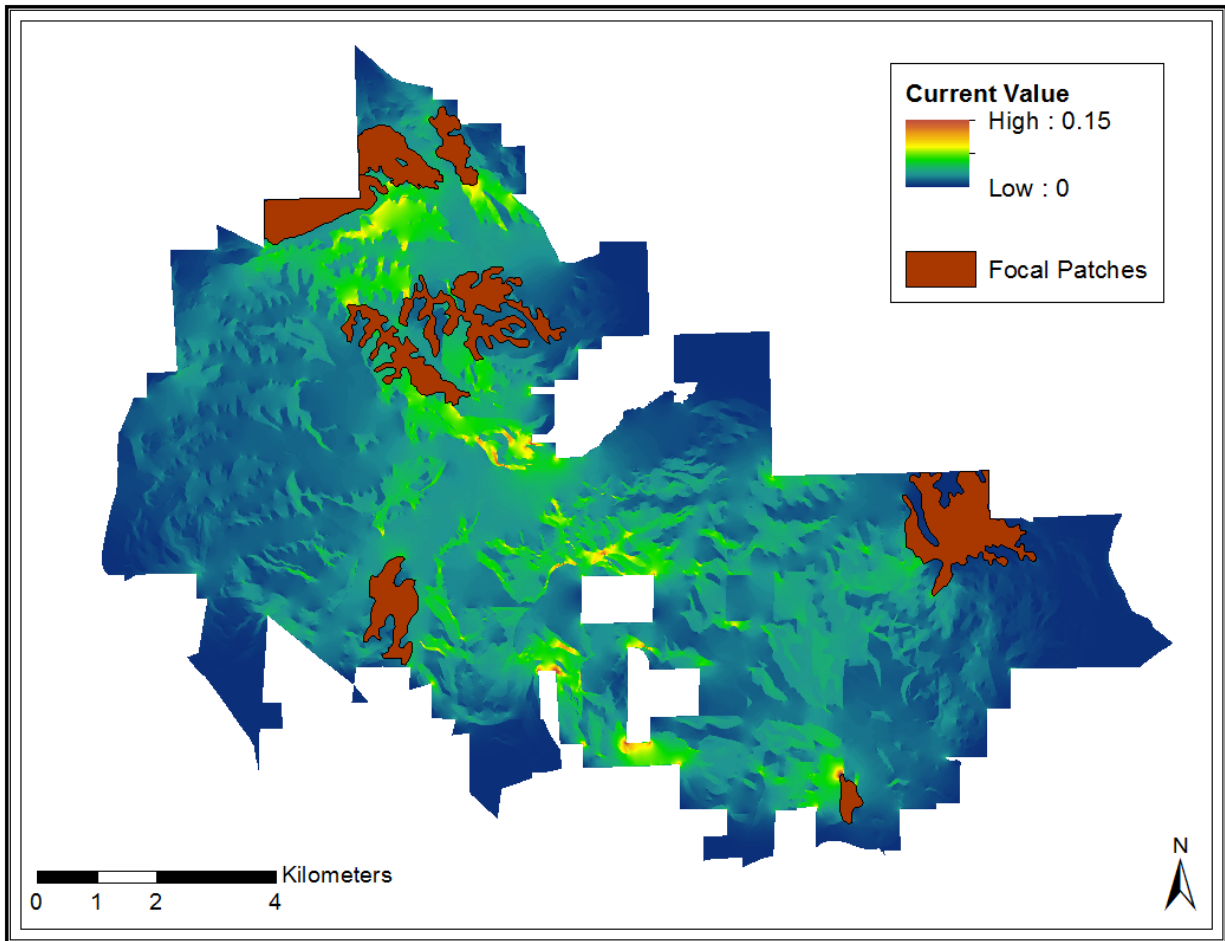 Current Value
High : 0.15
Low : 0
Focal Patches
Kilometers
0 1 2 4
N